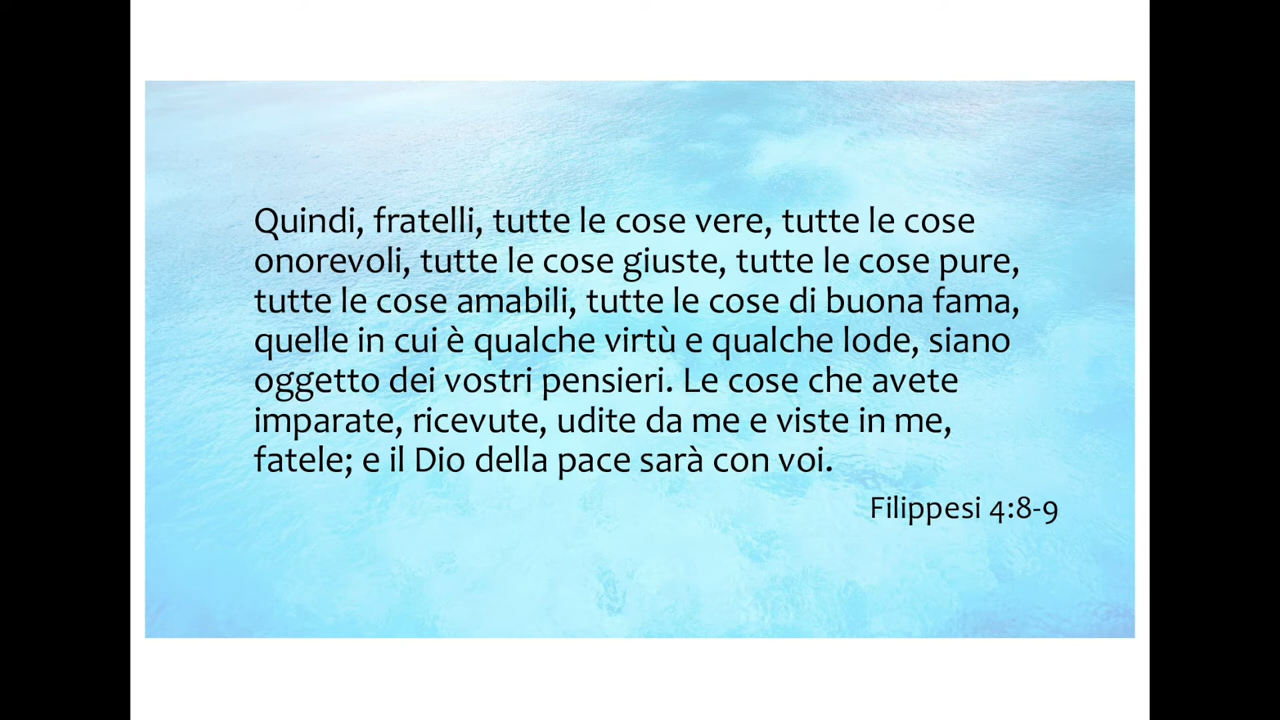 Quindi, fratelli, tutte le cose vere, tutte le cose
onorevoli, tutte le cose giuste, tutte le cose pure,
tutte le cose amabili, tutte le cose di buona fama,
quelle in cui è qualche virtù e qualche lode, siano
oggetto dei vostri pensieri. Le cose che avete
imparate, ricevute, udite da me e viste in me,
fatele; e il Dio della pace sarà con voi.
Filippesi 4:8-9